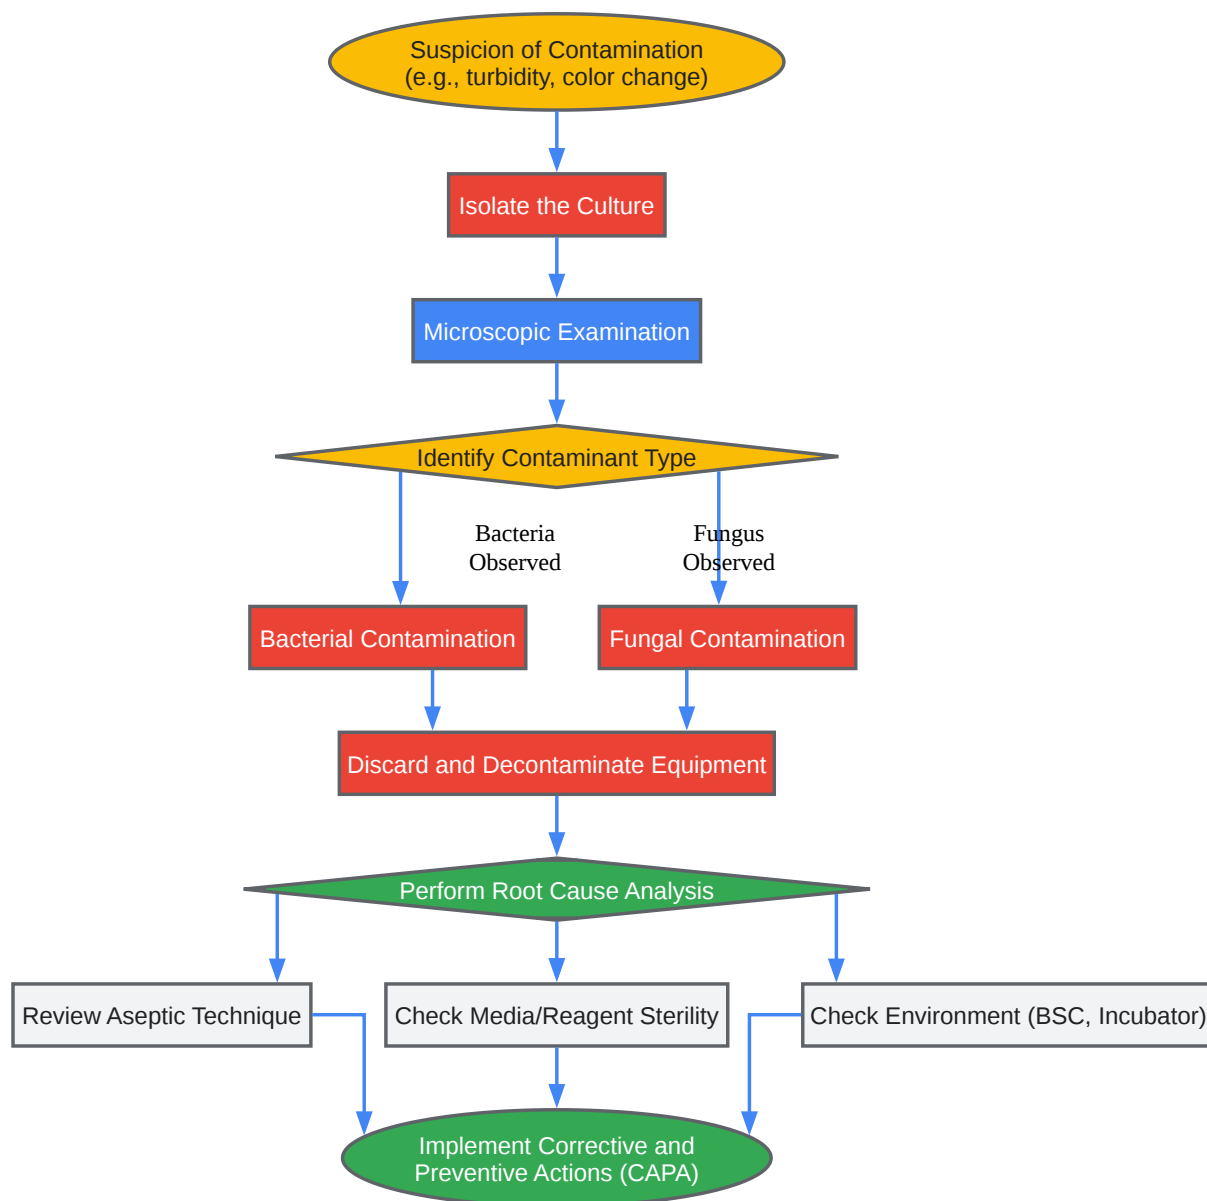 Suspicion of Contamination
(e.g., turbidity, color change)
Isolate the Culture
Microscopic Examination
Identify Contaminant Type
Bacteria
Observed
Fungus
Observed
Bacterial Contamination
Fungal Contamination
Discard and Decontaminate Equipment
Perform Root Cause Analysis
Review Aseptic Technique
Check Media/Reagent Sterility
Check Environment (BSC, Incubator)
Implement Corrective and
Preventive Actions (CAPA)